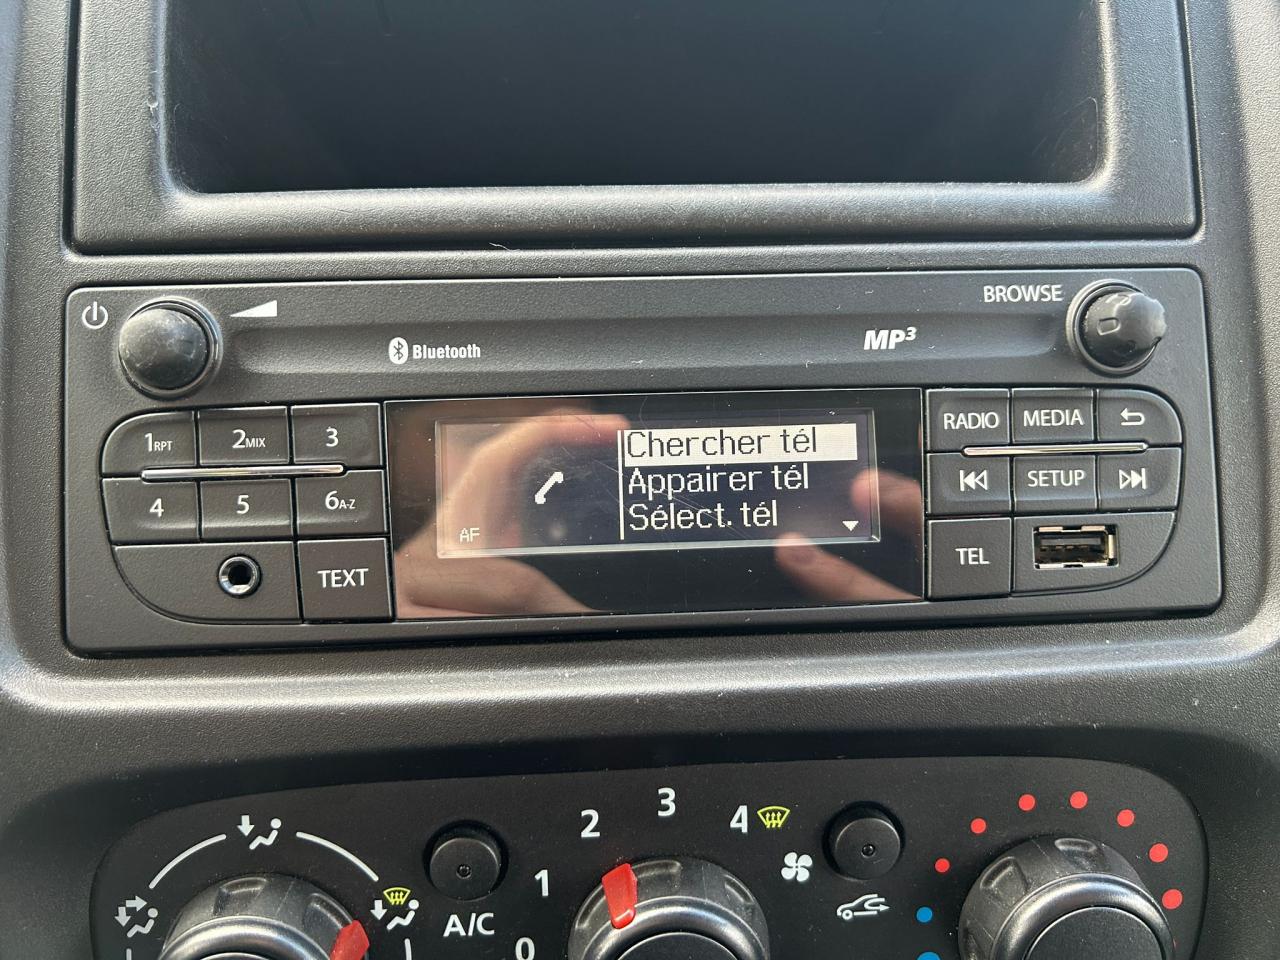 BROWSE
Bluetooth
MP3
1RPT
2MIX
3
4
5
6A-Z
TEXT
Chercher tél
Appairer tél
Sélect. tél
AF
RADIO
MEDIA
SETUP
TEL
0
1
2
3
4
A/C